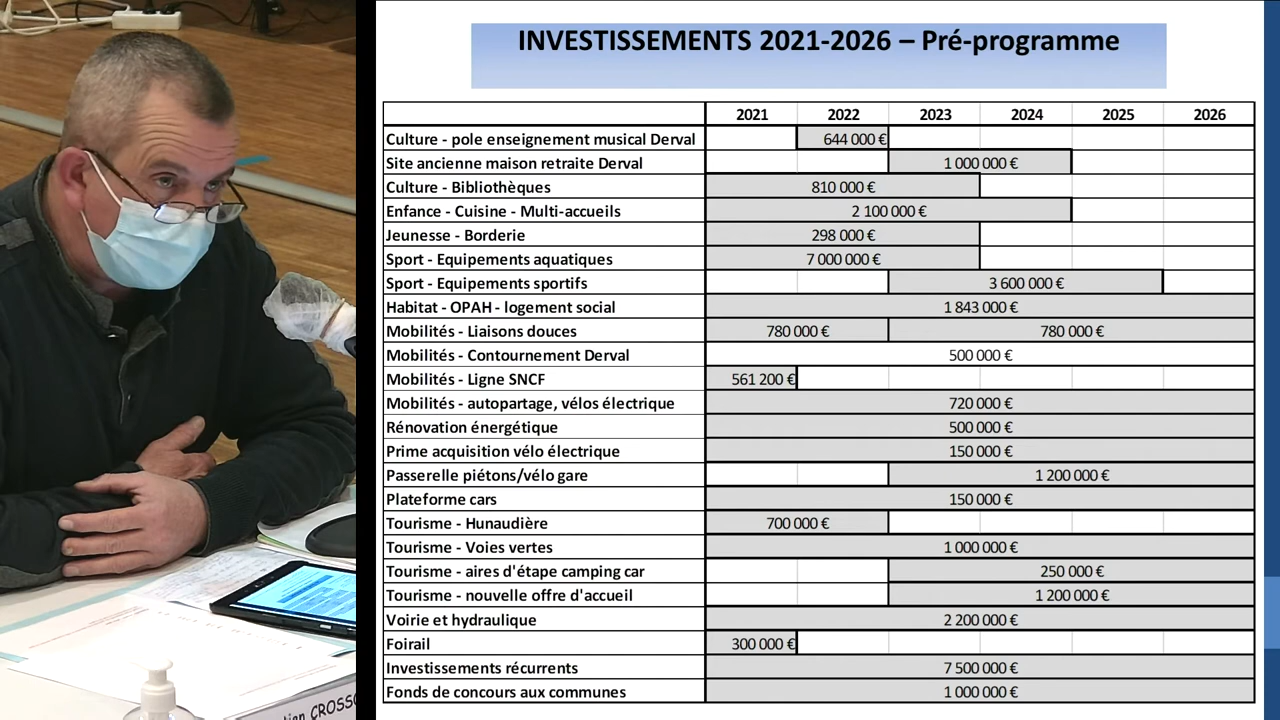 INVESTISSEMENTS 2021-2026 – Pré-programme
2021 2022 2023 2024 2025 2026
Culture - pole enseignement musical Derval 644 000 €
Site ancienne maison retraite Derval 1 000 000 €
Culture - Bibliothèques 810 000 €
Enfance - Cuisine - Multi-accueils 2 100 000 €
Jeunesse - Borderie 298 000 €
Sport - Equipements aquatiques 7 000 000 €
Sport - Equipements sportifs 3 600 000 €
Habitat - OPAH - logement social 1 843 000 €
Mobilités - Liaisons douces 780 000 € 780 000 €
Mobilités - Contournement Derval 500 000 €
Mobilités - Ligne SNCF 561 200 €
Mobilités - autopartage, vélos électrique 720 000 €
Rénovation énergétique 500 000 €
Prime acquisition vélo électrique 150 000 €
Passerelle piétons/vélo gare 1 200 000 €
Plateforme cars 150 000 €
Tourisme - Hunaudière 700 000 €
Tourisme - Voies vertes 1 000 000 €
Tourisme - aires d'étape camping car 250 000 €
Tourisme - nouvelle offre d'accueil 1 200 000 €
Voirie et hydraulique 2 200 000 €
Foirail 300 000 €
Investissements récurrents 7 500 000 €
Fonds de concours aux communes 1 000 000 €